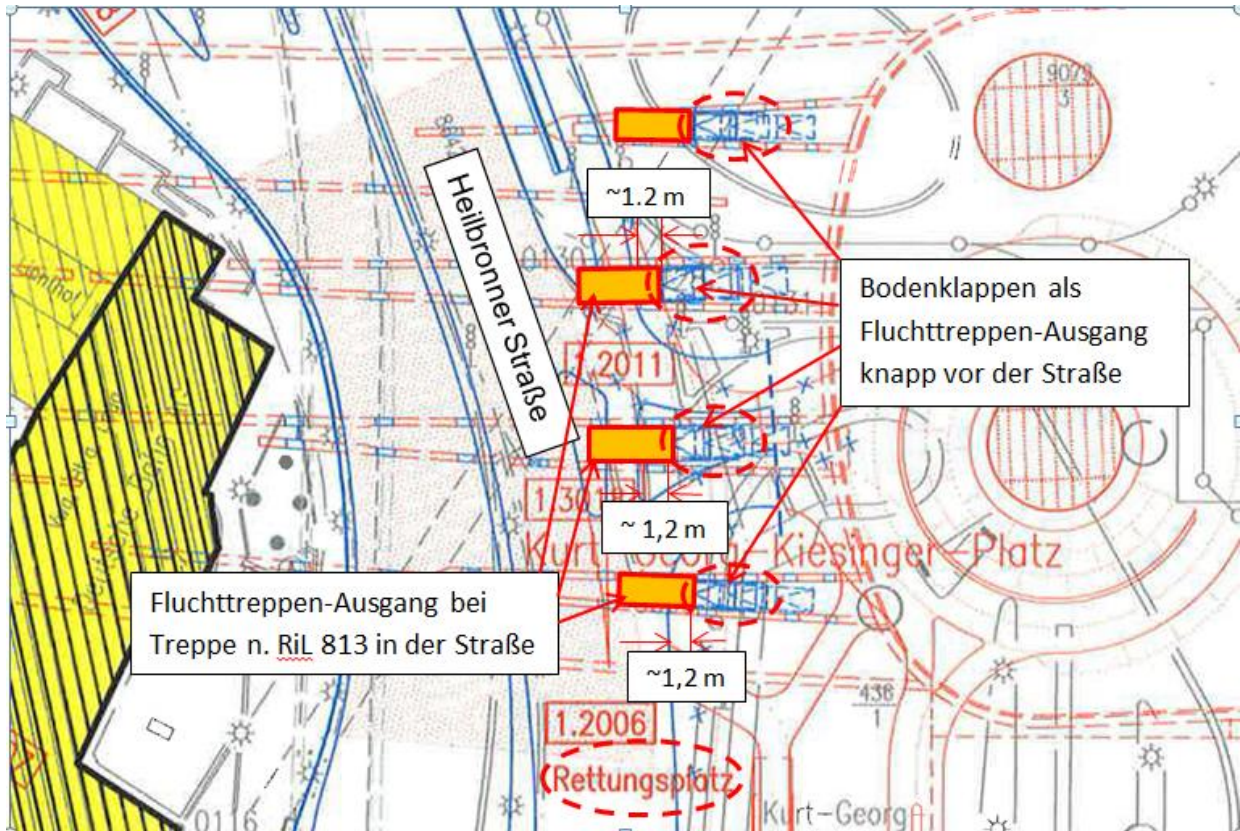 9079
3
~1.2 m
Heilbronner Straße
0130
Bodenklappen als
Fluchttreppen-Ausgang
knapp vor der Straße
1.2011
1.301
~ 1,2 m
Kurt-Georg-Kiesinger-Platz
Fluchttreppen-Ausgang bei
Treppe n. RiL 813 in der Straße
~1,2 m
436
1
1.2006
Rettungsplatz
Kurt-Georg
0116